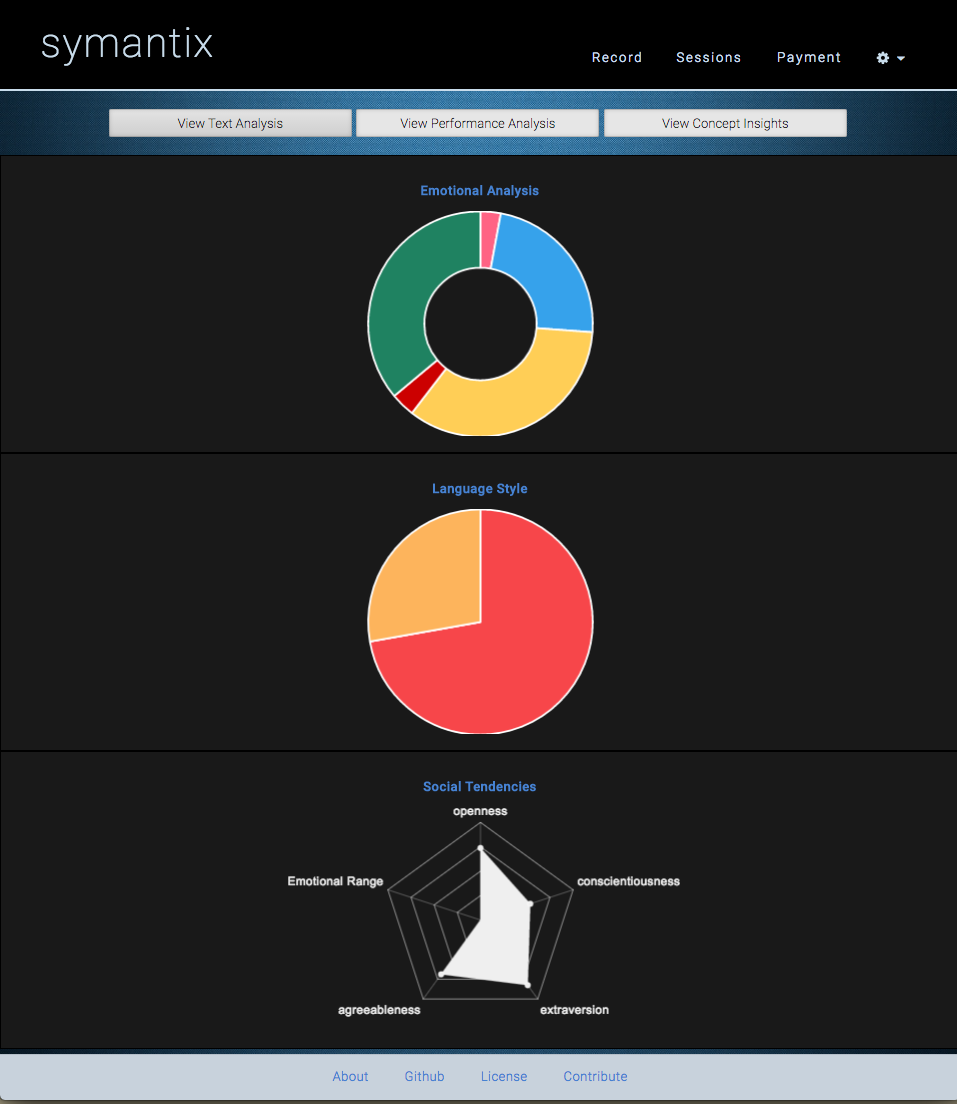 symantix
Record Sessions Payment
View Text Analysis View Performance Analysis View Concept Insights
Emotional Analysis
Language Style
Social Tendencies
openness
Emotional Range conscientiousness
agreeableness extraversion
About Github License Contribute